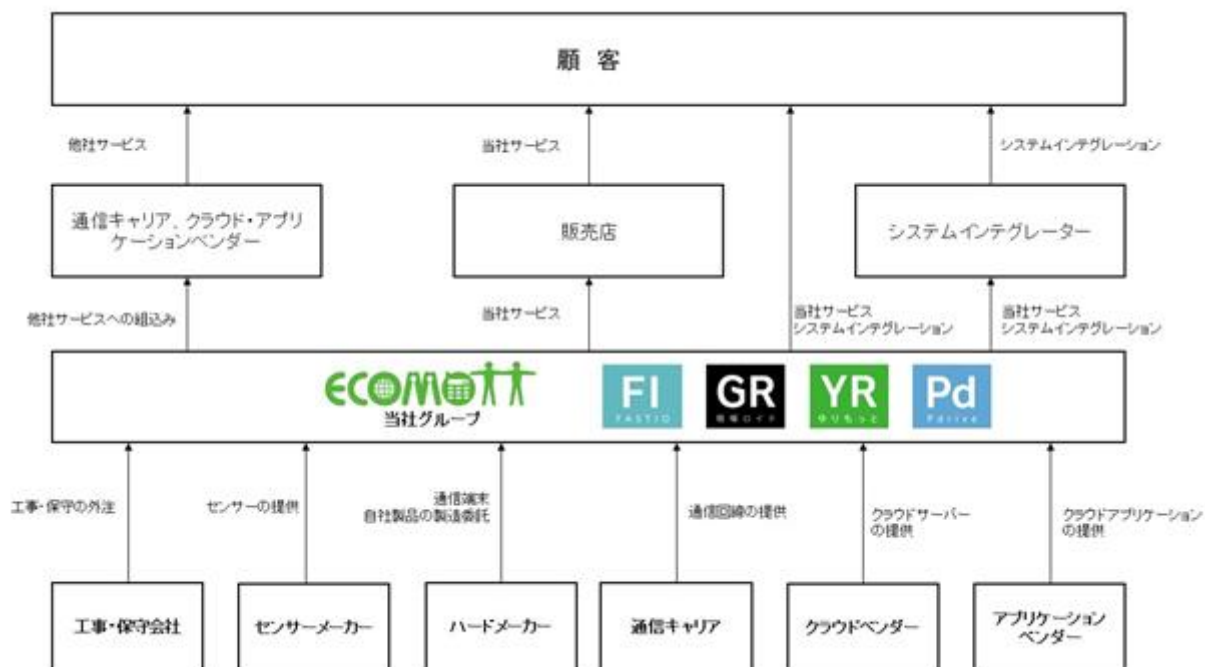 顧 客
他社サービス
当社サービス
システムインテグレーション
通信キャリア、クラウド・アプリ
ケーションベンダー
販売店
システムインテグレーター
他社サービスへの組込み
当社サービス
当社サービス
システムインテグレーション
当社サービス
システムインテグレーション
ECOMOTT
当社グループ
FI
FASTIO
GR
現場ロイド
YR
ゆりもっと
Pd
Pdrive
工事・保守の外注
センサーの提供
通信端末
自社製品の製造委託
通信回線の提供
クラウドサーバー
の提供
クラウドアプリケーション
の提供
工事・保守会社
センサーメーカー
ハードメーカー
通信キャリア
クラウドベンダー
アプリケーション
ベンダー